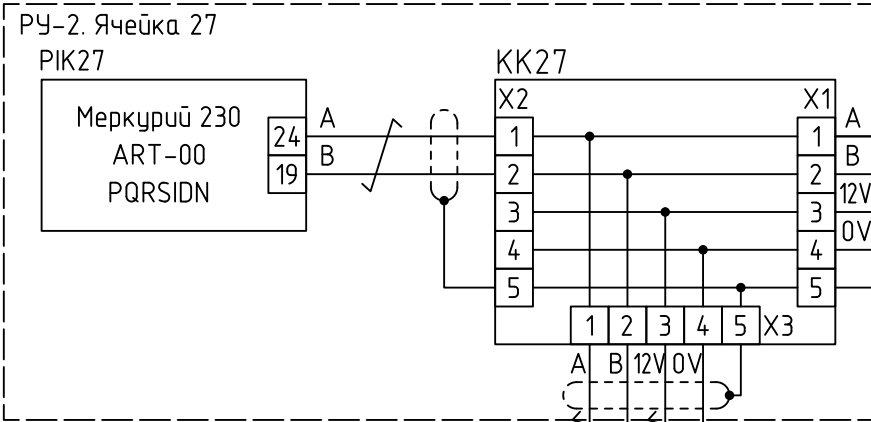 РУ-2. Ячейка 27
PIK27
Меркурий 230
ART-00
PQRSIDN
24
19
A
B
KK27
X2
1
2
3
4
5
X1
1
2
3
4
5
A
B
12V
0V
1 2 3 4 5 X3
A B 12V 0V